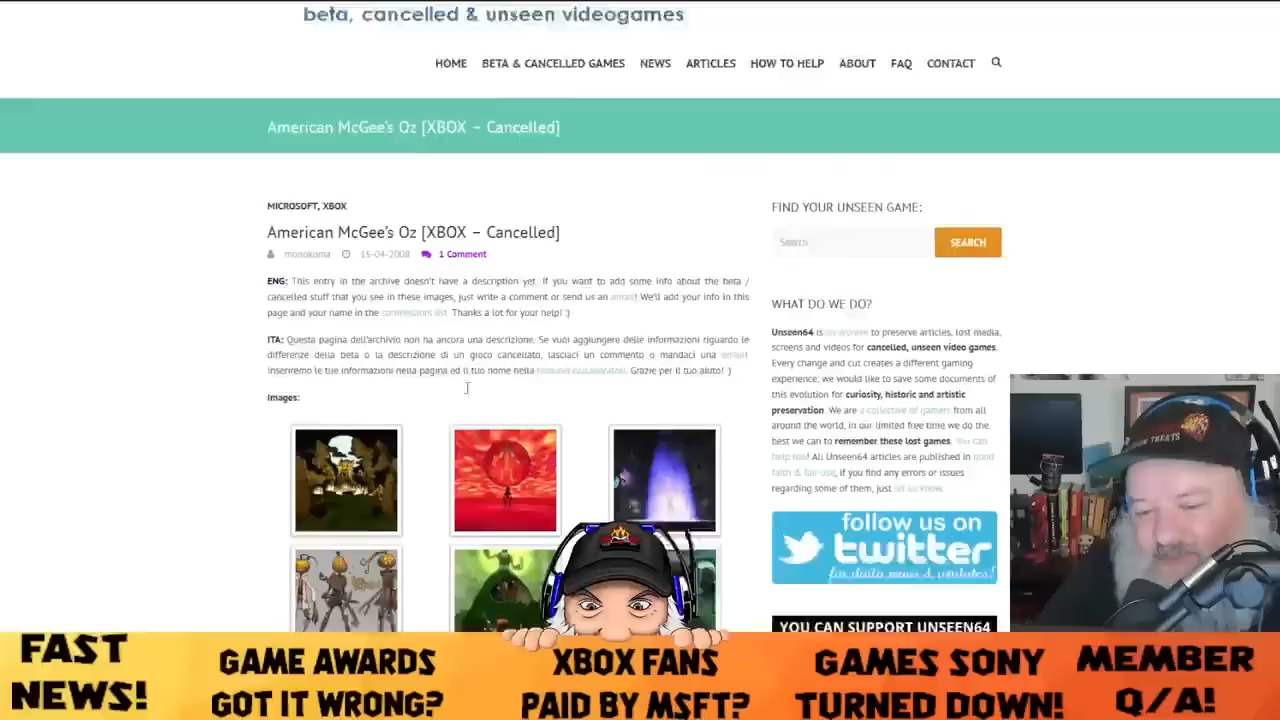 beta, cancelled & unseen videogames
HOME BETA & CANCELLED GAMES NEWS ARTICLES HOW TO HELP ABOUT FAQ CONTACT
American McGee's Oz [XBOX – Cancelled]
MICROSOFT, XBOX
American McGee's Oz [XBOX – Cancelled]
monokoma 15-04-2008 1 Comment
ENG: This entry in the archive doesn't have a description yet. If you want to add some info about the beta /
cancelled stuff that you see in these images, just write a comment or send us an email! We'll add your info in this
page and your name in the contributors list. Thanks a lot for your help! :)
ITA: Questa pagina dell'archivio non ha ancora una descrizione. Se vuoi aggiungere delle informazioni riguardo le
differenze della beta o la descrizione di un gioco cancellato, lasciaci un commento o mandaci una email!
Inseriremo le tue informazioni nella pagina ed il tuo nome nella Grazie per il tuo aiuto! :)
Images:
FIND YOUR UNSEEN GAME:
Search
SEARCH
WHAT DO WE DO?
Unseen64 is an archive to preserve articles, lost media,
screens and videos for cancelled, unseen video games.
Every change and cut creates a different gaming
experience: we would like to save some documents of
this evolution for curiosity, historic and artistic
preservation. We are a collective of gamers from all
around the world, in our limited free time we do the
best we can to remember these lost games. You can
help too! All Unseen64 articles are published in good
faith & fair use, if you find any errors or issues
regarding some of them, just let us know.
follow us on
twitter
for daily news & updates!
YOU CAN SUPPORT UNSEEN64
TREATS
FAST
NEWS!
GAME AWARDS
GOT IT WRONG?
XBOX FANS
PAID BY MSFT?
GAMES SONY
TURNED DOWN!
MEMBER
Q/A!